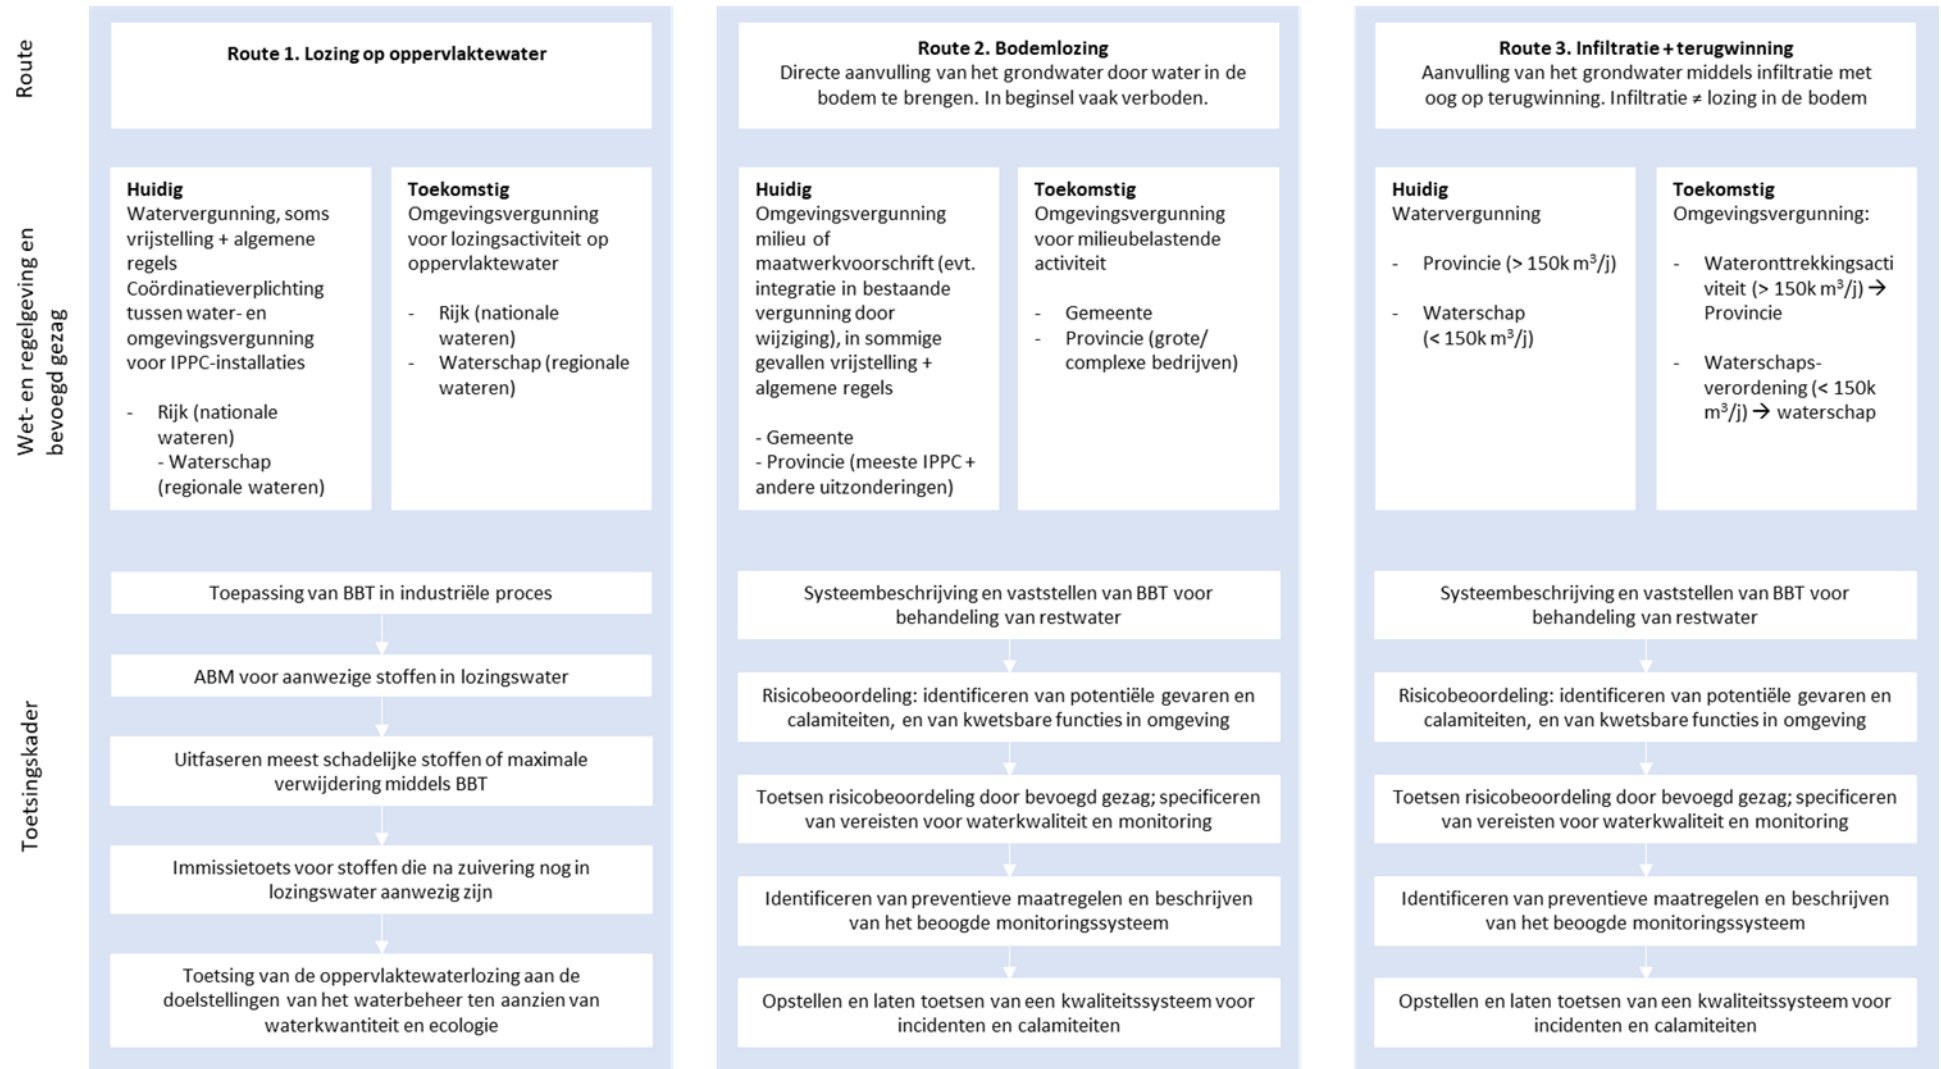 Route
Route 1. Lozing op oppervlaktewater
Route 2. Bodemlozing
Directe aanvulling van het grondwater door water in de
bodem te brengen. In beginsel vaak verboden.
Route 3. Infiltratie + terugwinning
Aanvulling van het grondwater middels infiltratie met
oog op terugwinning. Infiltratie ≠ lozing in de bodem
Wet- en regelgeving en
bevoegd gezag
Huidig
Watervergunning, soms
vrijstelling + algemene
regels
Coördinatieverplichting
tussen water- en
omgevingsvergunning
voor IPPC-installaties
- Rijk (nationale
wateren)
- Waterschap
(regionale wateren)
Toekomstig
Omgevingsvergunning
voor lozingsactiviteit op
oppervlaktewater
- Rijk (nationale
wateren)
- Waterschap (regionale
wateren)
Huidig
Omgevingsvergunning
milieu of
maatwerkvoorschrift (evt.
integratie in bestaande
vergunning door
wijziging), in sommige
gevallen vrijstelling +
algemene regels
- Gemeente
- Provincie (meeste IPPC +
andere uitzonderingen)
Toekomstig
Omgevingsvergunning
voor milieubelastende
activiteit
- Gemeente
- Provincie (grote/
complexe bedrijven)
Huidig
Watervergunning
- Provincie (> 150k m³/j)
- Waterschap
(< 150k m³/j)
Toekomstig
Omgevingsvergunning:
- Wateronttrekkingsacti
viteit (> 150k m³/j) →
Provincie
- Waterschaps-
verordening (< 150k
m³/j) → waterschap
Toetsingskader
Toepassing van BBT in industriële proces
ABM voor aanwezige stoffen in lozingswater
Uitfaseren meest schadelijke stoffen of maximale
verwijdering middels BBT
Immissietoets voor stoffen die na zuivering nog in
lozingswater aanwezig zijn
Toetsing van de oppervlaktewaterlozing aan de
doelstellingen van het waterbeheer ten aanzien van
waterkwantiteit en ecologie
Systeembeschrijving en vaststellen van BBT voor
behandeling van restwater
Risicobeoordeling: identificeren van potentiële gevaren en
calamiteiten, en van kwetsbare functies in omgeving
Toetsen risicobeoordeling door bevoegd gezag; specificeren
van vereisten voor waterkwaliteit en monitoring
Identificeren van preventieve maatregelen en beschrijven
van het beoogde monitoringssysteem
Opstellen en laten toetsen van een kwaliteitssysteem voor
incidenten en calamiteiten
Systeembeschrijving en vaststellen van BBT voor
behandeling van restwater
Risicobeoordeling: identificeren van potentiële gevaren en
calamiteiten, en van kwetsbare functies in omgeving
Toetsen risicobeoordeling door bevoegd gezag; specificeren
van vereisten voor waterkwaliteit en monitoring
Identificeren van preventieve maatregelen en beschrijven
van het beoogde monitoringssysteem
Opstellen en laten toetsen van een kwaliteitssysteem voor
incidenten en calamiteiten